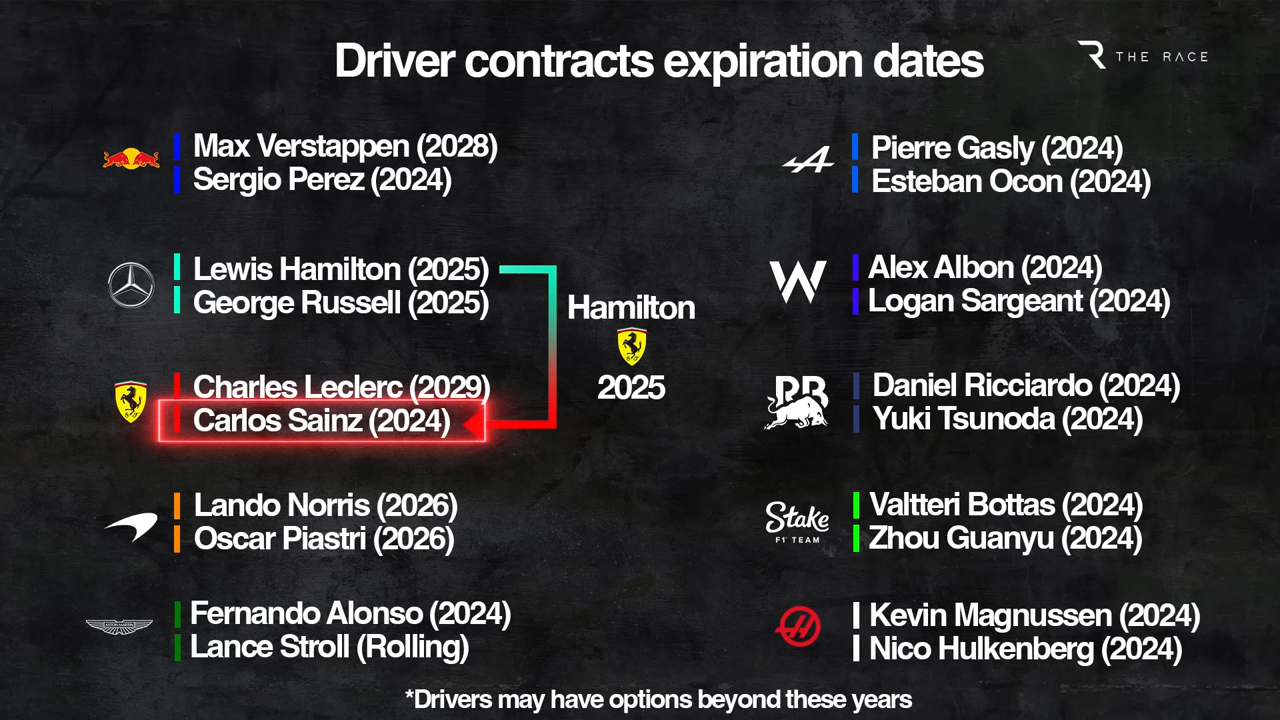 Driver contracts expiration dates
THE RACE
Max Verstappen (2028)
Sergio Perez (2024)
Lewis Hamilton (2025)
George Russell (2025)
Hamilton
2025
Charles Leclerc (2029)
Carlos Sainz (2024)
Lando Norris (2026)
Oscar Piastri (2026)
ASTON MARTIN
Fernando Alonso (2024)
Lance Stroll (Rolling)
Pierre Gasly (2024)
Esteban Ocon (2024)
Alex Albon (2024)
Logan Sargeant (2024)
RB
Daniel Ricciardo (2024)
Yuki Tsunoda (2024)
Stake
F1 TEAM
Valtteri Bottas (2024)
Zhou Guanyu (2024)
Kevin Magnussen (2024)
Nico Hulkenberg (2024)
*Drivers may have options beyond these years